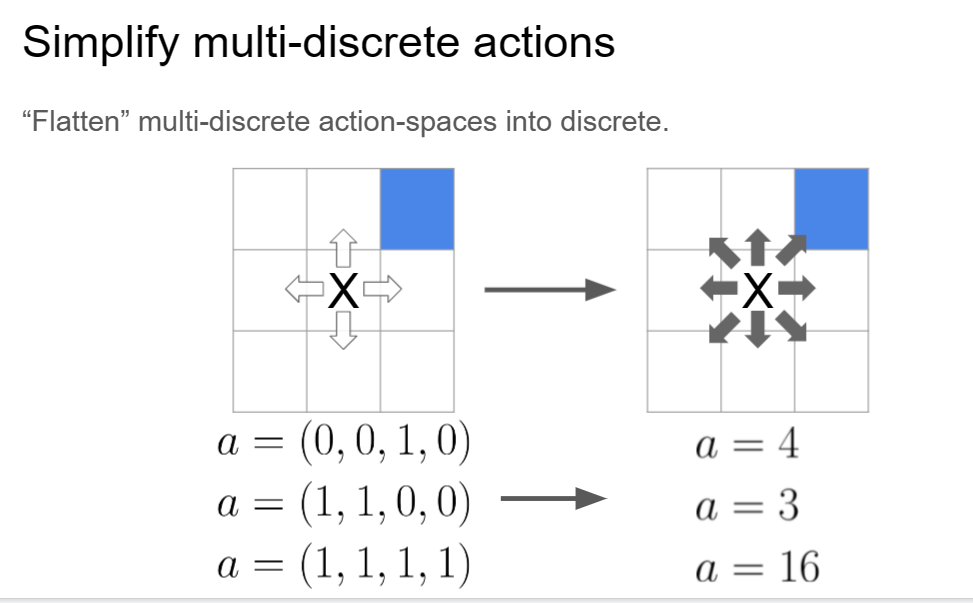 Simplify multi-discrete actions
“Flatten” multi-discrete action-spaces into discrete.
X
X
a = (0, 0, 1, 0)
a = 4
a = (1, 1, 0, 0)
a = 3
a = (1, 1, 1, 1)
a = 16